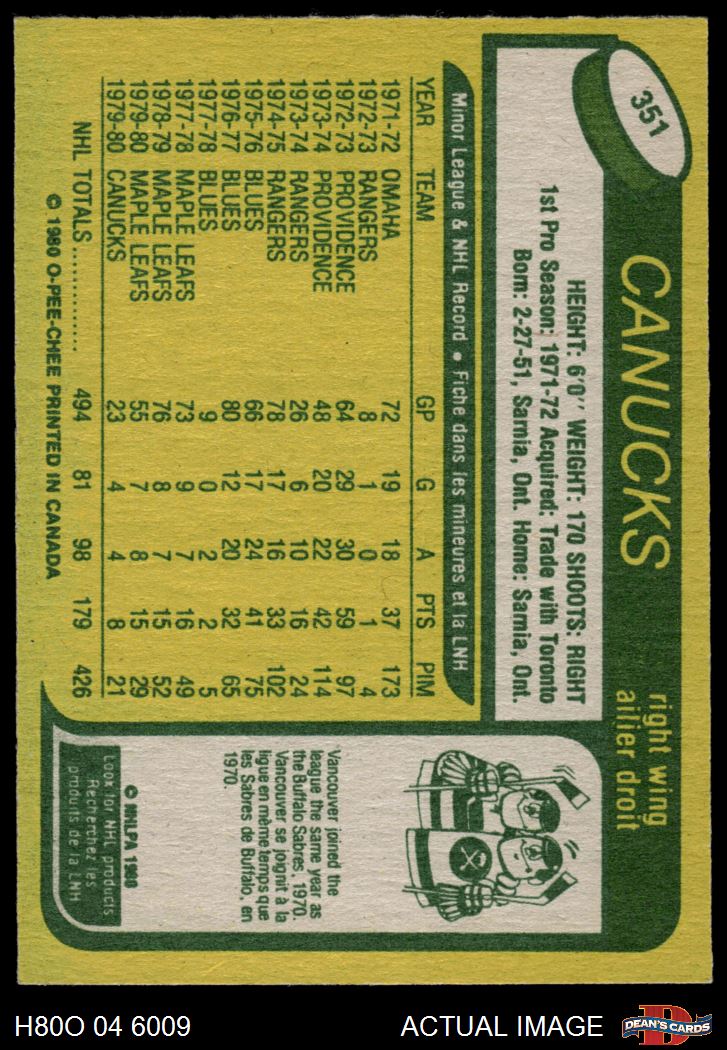 351
CANUCKS
right wing
ailier droit
HEIGHT: 6'0" WEIGHT: 170 SHOOTS: RIGHT
1st Pro Season: 1971-72 Acquired: Trade with Toronto
Born: 2-27-51, Sarnia, Ont. Home: Sarnia, Ont.
Minor League & NHL Record • Fiche dans les mineures et la LNH
YEAR TEAM GP G A PTS PIM
1971-72 OMAHA 72 19 18 37 173
1972-73 RANGERS 8 1 0 1 4
1972-73 PROVIDENCE 64 29 30 59 97
1973-74 PROVIDENCE 48 20 22 42 114
1973-74 RANGERS 26 6 10 16 24
1974-75 RANGERS 78 17 16 33 102
1975-76 BLUES 66 17 24 41 75
1976-77 BLUES 80 12 20 32 65
1977-78 BLUES 9 0 2 2 5
1977-78 MAPLE LEAFS 73 9 7 16 49
1978-79 MAPLE LEAFS 76 8 7 15 52
1979-80 MAPLE LEAFS 55 7 8 15 29
1979-80 CANUCKS 23 4 4 8 21
NHL TOTALS .............. 494 81 98 179 426
© 1980 O-PEE-CHEE PRINTED IN CANADA
Vancouver joined the
league the same year as
the Buffalo Sabres, 1970.
Vancouver se joignit à la
ligue en même temps que
les Sabres de Buffalo, en
1970.
© NHLPA 1980
Look for NHL products
Recherchez les
produits de la LNH
H80O 04 6009
ACTUAL IMAGE
D
DEAN'S CARDS